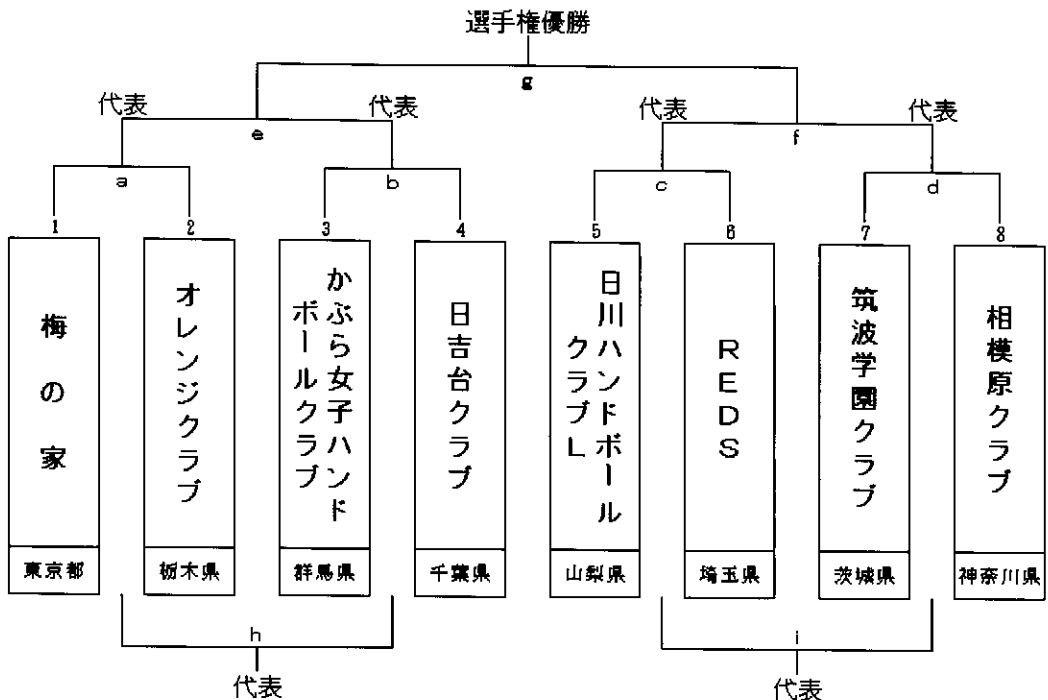 選手権優勝
g
代表
代表
代表
代表
e
f
a
b
c
d
1
2
3
4
5
6
7
8
梅の家
オレンジクラブ
かぶら女子ハンド
ボールクラブ
日吉台クラブ
日川ハンドボール
クラブL
REDS
筑波学園クラブ
相模原クラブ
東京都
栃木県
群馬県
千葉県
山梨県
埼玉県
茨城県
神奈川県
h
i
代表
代表